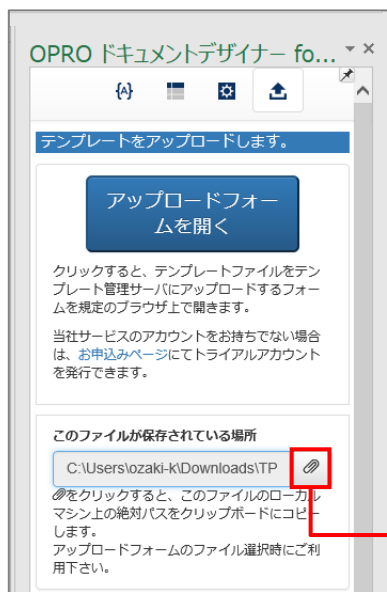 OPRO ドキュメントデザイナー fo...
{A}
テンプレートをアップロードします。
アップロードフォー
ムを開く
クリックすると、テンプレートファイルをテン
プレート管理サーバにアップロードするフォー
ムを規定のブラウザ上で開きます。
当社サービスのアカウントをお持ちでない場合
は、お申込みページにてトライアルアカウント
を発行できます。
このファイルが保存されている場所
C:\Users\ozaki-k\Downloads\TP
をクリックすると、このファイルのローカル
マシン上の絶対パスをクリップボードにコピー
します。
アップロードフォームのファイル選択時にご利
用下さい。